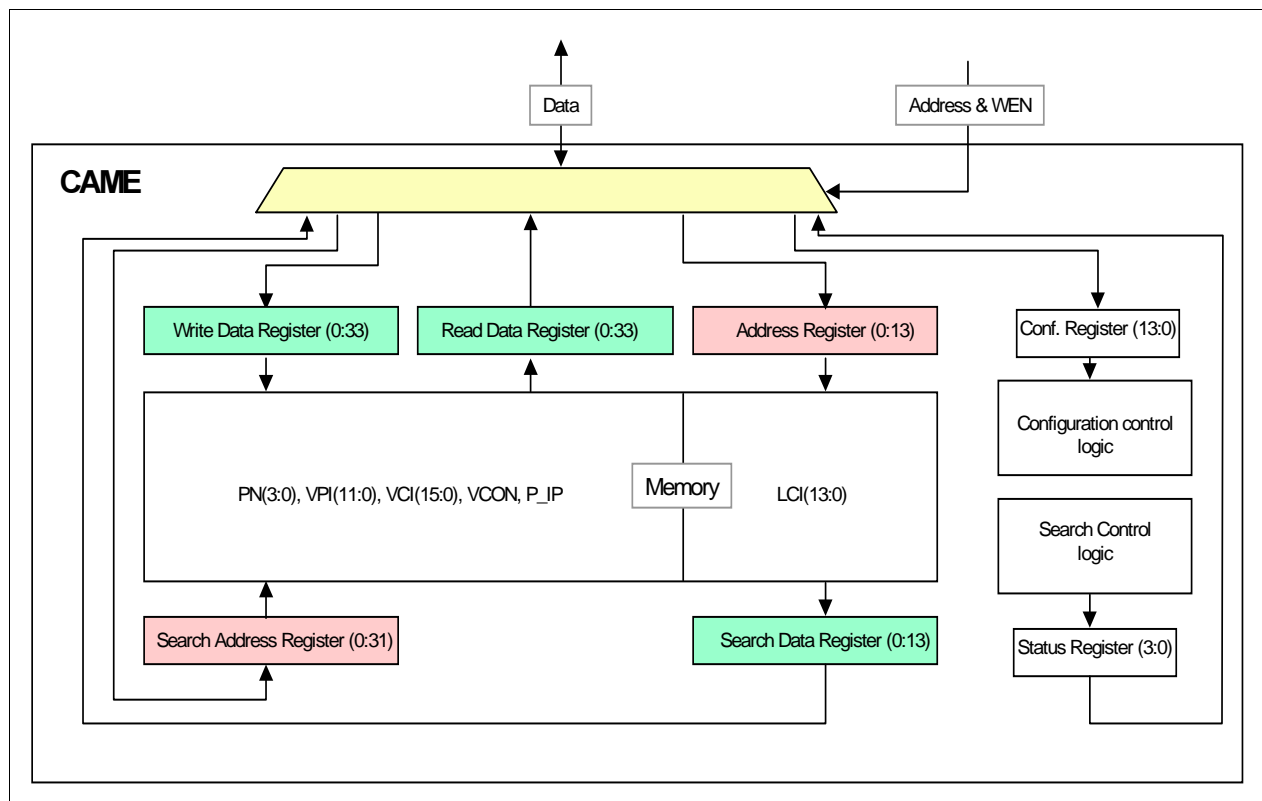 Data
Address & WEN
CAME
Write Data Register (0:33)
Read Data Register (0:33)
Address Register (0:13)
Conf. Register (13:0)
Configuration control
logic
PN(3:0), VPI(11:0), VCI(15:0), VCON, P_IP
Memory
LCI(13:0)
Search Control
logic
Search Address Register (0:31)
Search Data Register (0:13)
Status Register (3:0)